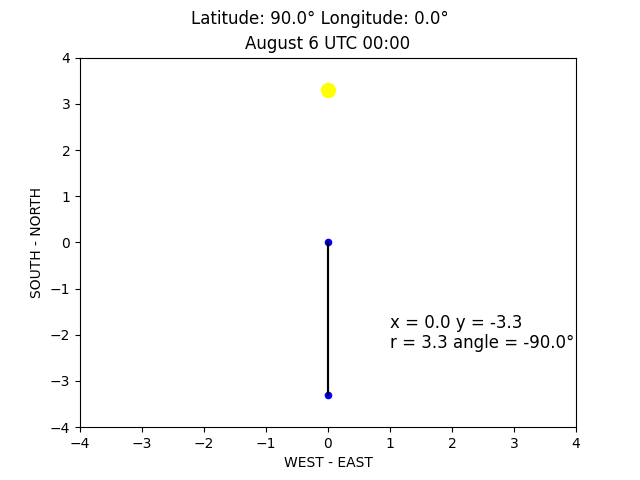 Latitude: 90.0° Longitude: 0.0°
August 6 UTC 00:00
4
3
2
1
0
−1
−2
−3
−4
SOUTH - NORTH
x = 0.0 y = -3.3
r = 3.3 angle = -90.0°
−4 −3 −2 −1 0 1 2 3 4
WEST - EAST